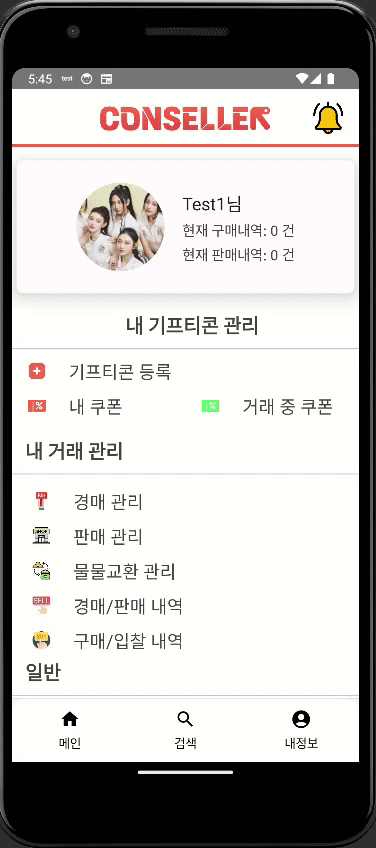 5:45 test
CONSELLER
Test1님
현재 구매내역: 0 건
현재 판매내역: 0 건
내 기프티콘 관리
기프티콘 등록
내 쿠폰 거래 중 쿠폰
내 거래 관리
경매 관리
판매 관리
물물교환 관리
SELL 경매/판매 내역
구매/입찰 내역
일반
메인 검색 내정보